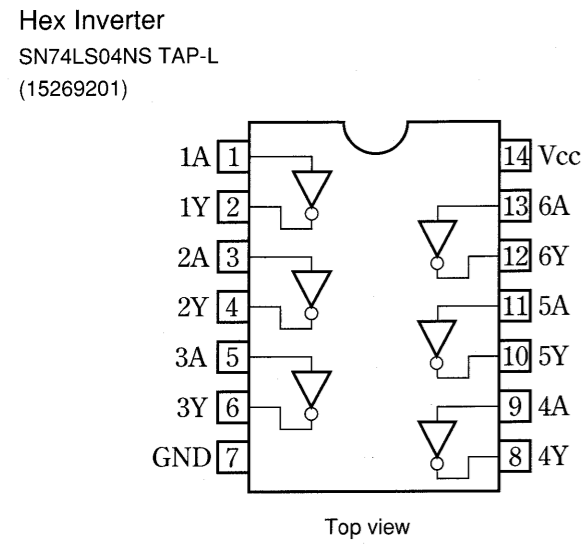 Hex Inverter
SN74LS04NS TAP-L
(15269201)
1A 1 14 Vcc
1Y 2 13 6A
2A 3 12 6Y
2Y 4 11 5A
3A 5 10 5Y
3Y 6 9 4A
GND 7 8 4Y
Top view